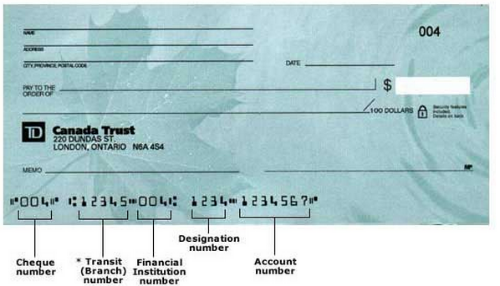 004
NAME
ADDRESS
CITY, PROVINCE, POSTAL CODE
DATE
PAY TO THE
ORDER OF
$
100 DOLLARS
Security features
included.
Details on back.
TD Canada Trust
220 DUNDAS ST.
LONDON, ONTARIO N6A 4S4
MEMO
MP
⑈004⑈ ⑆12345⑉004⑆ 1234⑉1234567⑈
Cheque
number
* Transit
(Branch)
number
Financial
Institution
number
Designation
number
Account
number